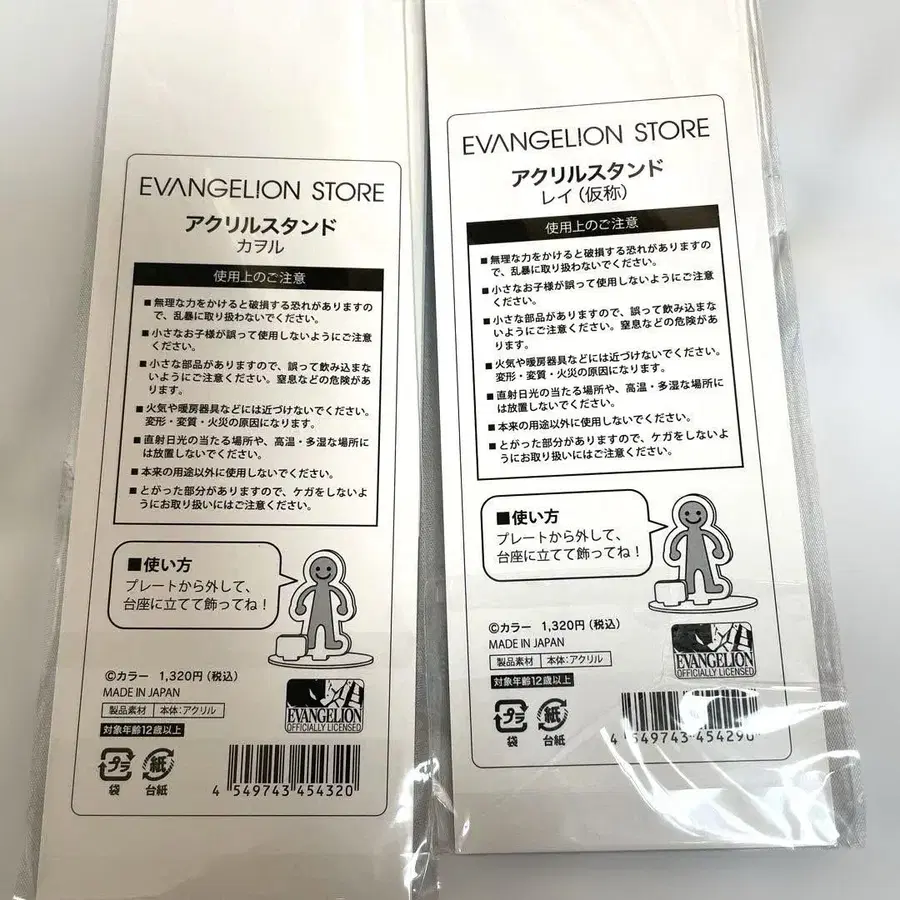 EVANGELION STORE
アクリルスタンド
カヲル
使用上のご注意
■無理な力をかけると破損する恐れがありますの
で、乱暴に取り扱わないでください。
■小さなお子様が誤って使用しないようにご注意
ください。
■小さい部品がありますので、誤って飲み込まな
いようにご注意ください。窒息などの危険があ
ります。
■火気や暖房器具などには近づけないでください。
変形・変質・火災の原因になります。
■直射日光の当たる場所や、高温・多湿な場所に
は放置しないでください。
■本来の用途以外に使用しないでください。
■とがった部分がありますので、ケガをしないよ
うにお取り扱いにはご注意ください。
■使い方
プレートから外して、
台座に立てて飾ってね!
©カラー 1,320円(税込)
MADE IN JAPAN
製品素材 本体:アクリル
対象年齢12歳以上
EVANGELION
OFFICIALLY LICENSED
プラ 紙
袋 台紙
4 549743 454320
EVANGELION STORE
アクリルスタンド
レイ(仮称)
使用上のご注意
■無理な力をかけると破損する恐れがありますの
で、乱暴に取り扱わないでください。
■小さなお子様が誤って使用しないようにご注意
ください。
■小さい部品がありますので、誤って飲み込まな
いようにご注意ください。窒息などの危険があ
ります。
■火気や暖房器具などには近づけないでください。
変形・変質・火災の原因になります。
■直射日光の当たる場所や、高温・多湿な場所に
は放置しないでください。
■本来の用途以外に使用しないでください。
■とがった部分がありますので、ケガをしないよ
うにお取り扱いにはご注意ください。
■使い方
プレートから外して、
台座に立てて飾ってね!
©カラー 1,320円(税込)
MADE IN JAPAN
製品素材 本体:アクリル
対象年齢12歳以上
EVANGELION
OFFICIALLY LICENSED
プラ 紙
袋 台紙
4 549743 454290